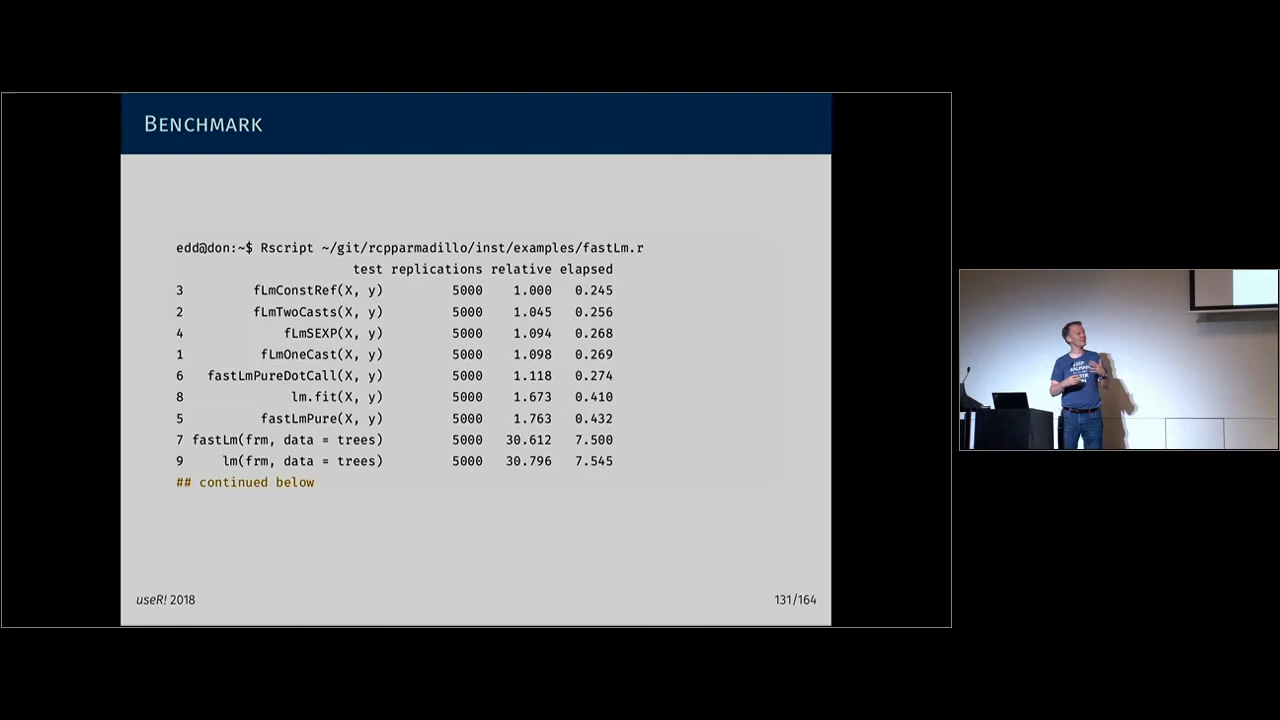 BENCHMARK
edd@don:~$ Rscript ~/git/rcpparmadillo/inst/examples/fastLm.r
test replications relative elapsed
3 fLmConstRef(X, y) 5000 1.000 0.245
2 fLmTwoCasts(X, y) 5000 1.045 0.256
4 fLmSEXP(X, y) 5000 1.094 0.268
1 fLmOneCast(X, y) 5000 1.098 0.269
6 fastLmPureDotCall(X, y) 5000 1.118 0.274
8 lm.fit(X, y) 5000 1.673 0.410
5 fastLmPure(X, y) 5000 1.763 0.432
7 fastLm(frm, data = trees) 5000 30.612 7.500
9 lm(frm, data = trees) 5000 30.796 7.545
## continued below
useR! 2018
131/164
KEEP
KALMAN